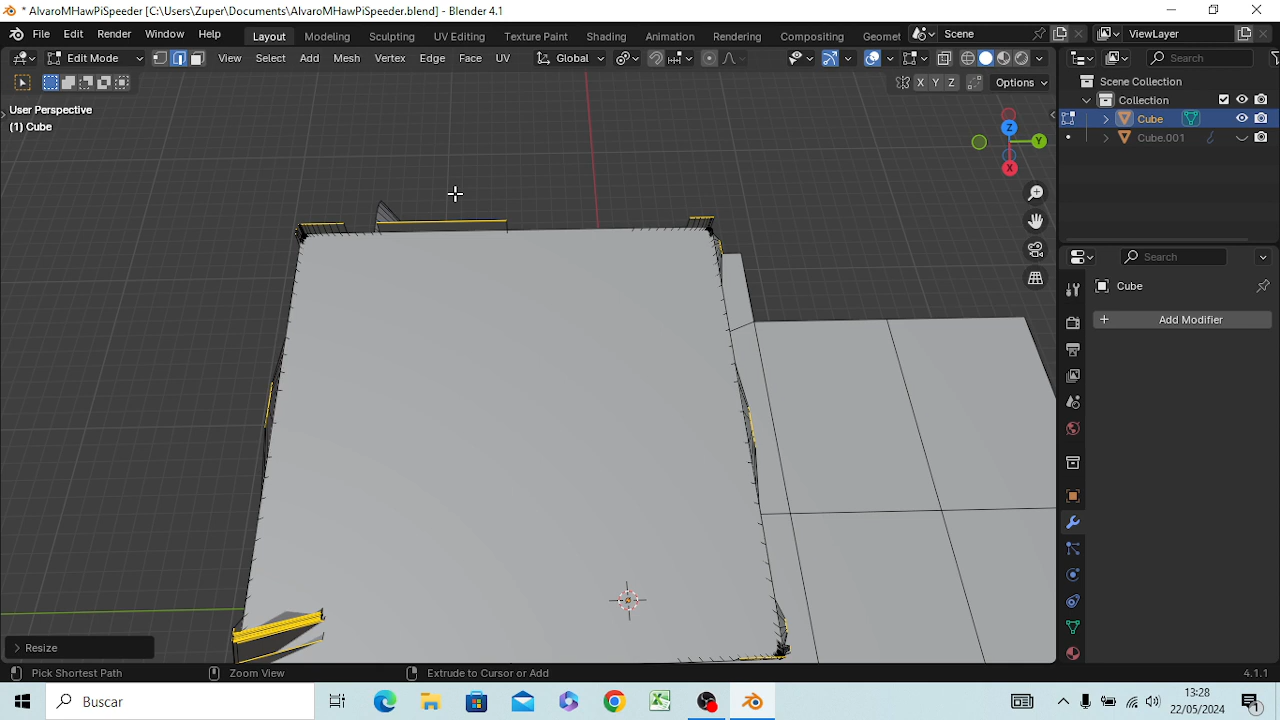 * AlvaroMHawPiSpeeder [C:\Users\Zuper\Documents\AlvaroMHawPiSpeeder.blend] - Blender 4.1
File Edit Render Window Help Layout Modeling Sculpting UV Editing Texture Paint Shading Animation Rendering Compositing Geomet Scene ViewLayer
Edit Mode View Select Add Mesh Vertex Edge Face UV Global Search
X Y Z Options
User Perspective
(1) Cube
Scene Collection
Collection
Cube
Cube.001
Z
Y
X
Search
Cube
+ Add Modifier
> Resize
Pick Shortest Path Zoom View Extrude to Cursor or Add 4.1.1
Buscar
13:28
22/05/2024
1